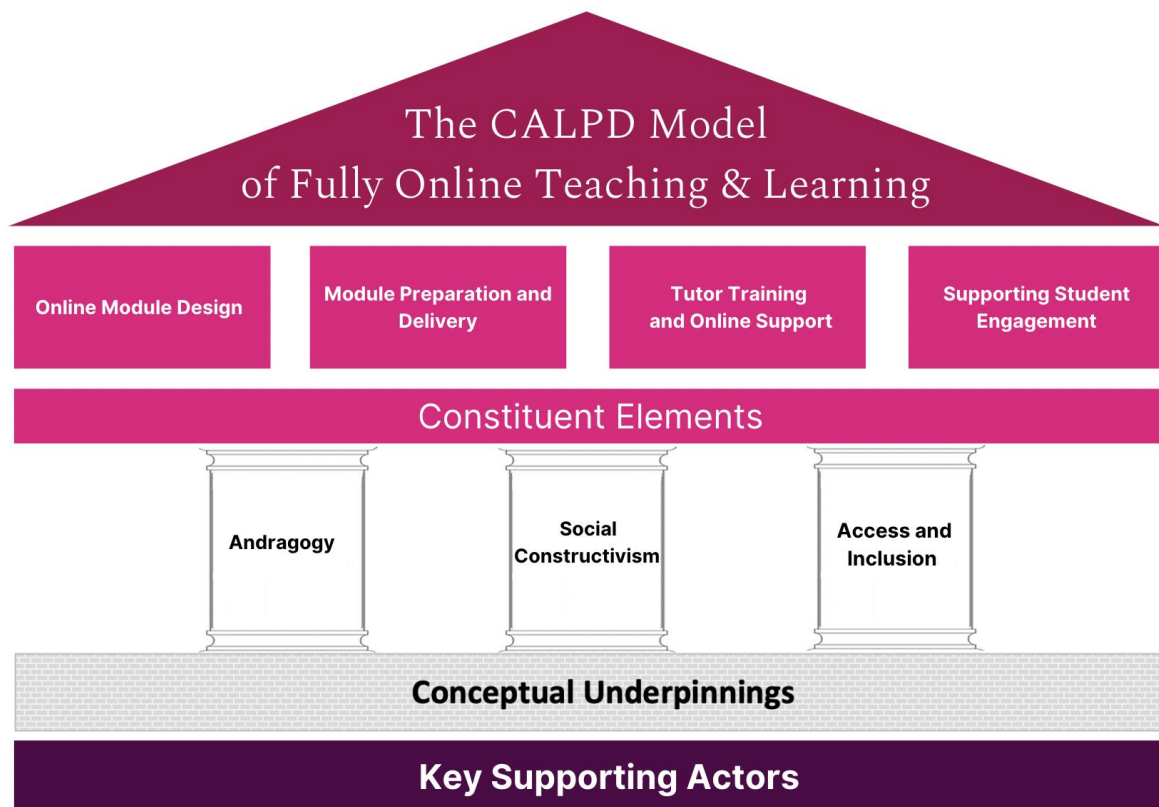 The CALPD Model
of Fully Online Teaching & Learning
Online Module Design
Module Preparation and
Delivery
Tutor Training
and Online Support
Supporting Student
Engagement
Constituent Elements
Andragogy
Social
Constructivism
Access and
Inclusion
Conceptual Underpinnings
Key Supporting Actors